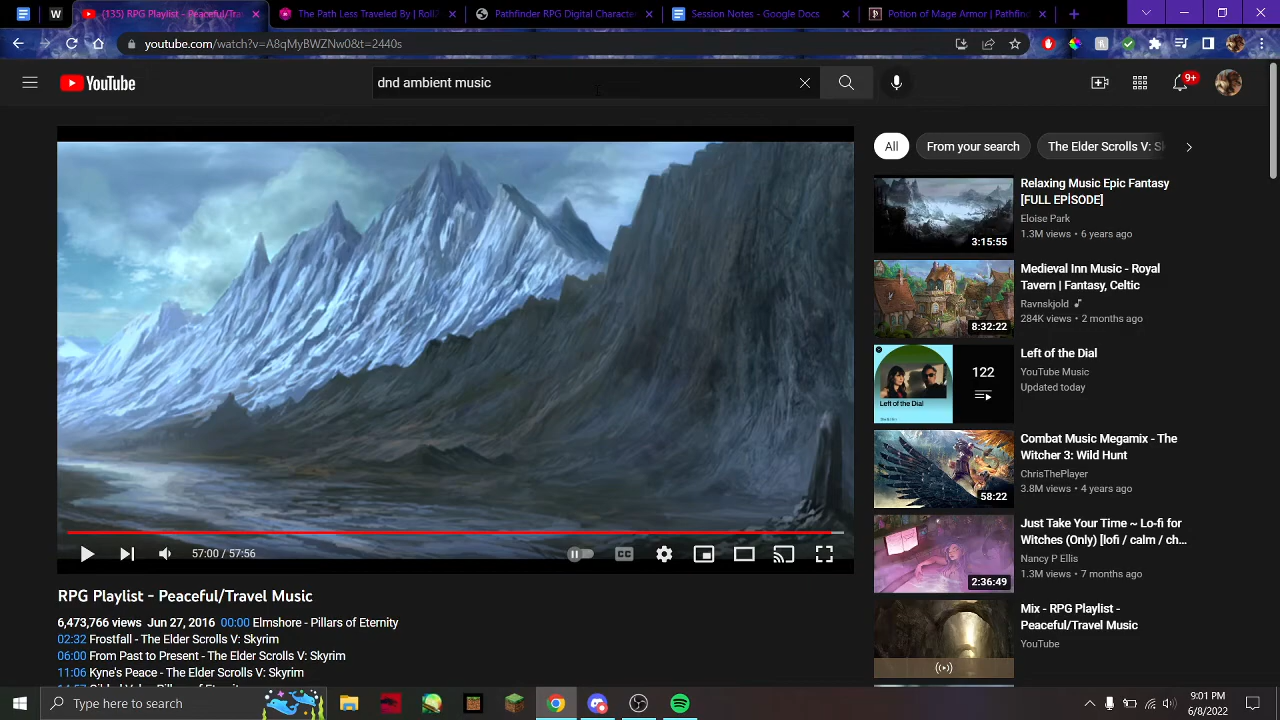 W
(135) RPG Playlist - Peaceful/Tra
The Path Less Traveled By | Roll
Pathfinder RPG Digital Character
Session Notes - Google Docs
Potion of Mage Armor | Pathfin
youtube.com/watch?v=A8qMyBWZNw0&t=2440s
YouTube
dnd ambient music
9+
All
From your search
The Elder Scrolls V: Sk
3:15:55
Relaxing Music Epic Fantasy
[FULL EPİSODE]
Eloise Park
1.3M views • 6 years ago
8:32:22
Medieval Inn Music - Royal
Tavern | Fantasy, Celtic
Ravnskjold
284K views • 2 months ago
Left of the Dial
122
Left of the Dial
YouTube Music
Updated today
58:22
Combat Music Megamix - The
Witcher 3: Wild Hunt
ChrisThePlayer
3.8M views • 4 years ago
2:36:49
Just Take Your Time ~ Lo-fi for
Witches (Only) [lofi / calm / ch...
Nancy P Ellis
1.3M views • 7 months ago
Mix - RPG Playlist -
Peaceful/Travel Music
YouTube
57:00 / 57:56
CC
RPG Playlist - Peaceful/Travel Music
6,473,766 views Jun 27, 2016 00:00 Elmshore - Pillars of Eternity
02:32 Frostfall - The Elder Scrolls V: Skyrim
06:00 From Past to Present - The Elder Scrolls V: Skyrim
11:06 Kyne's Peace - The Elder Scrolls V: Skyrim
Type here to search
9:01 PM
6/8/2022